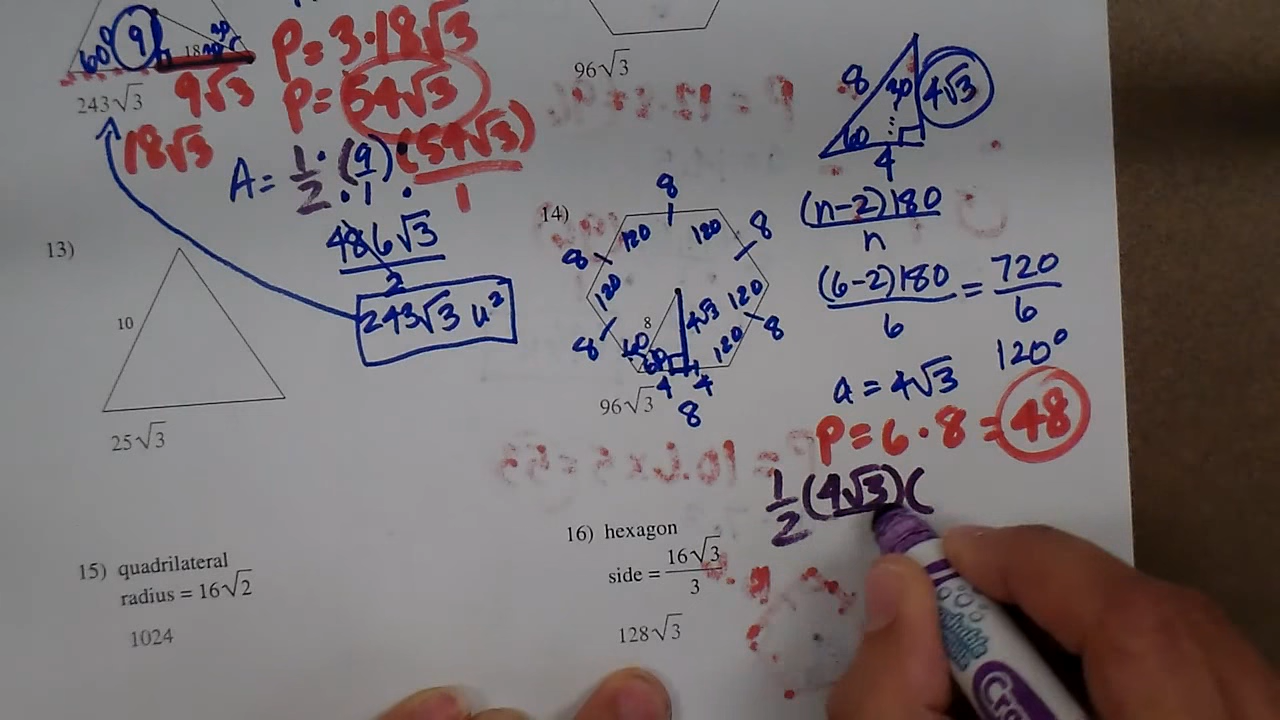 60° 9 18 30
9√3
243√3
18√3
P = 3·18√3
P = 54√3
A = 1/2 · (9)/1 · (54√3)/1
486√3/2
243√3 u²
96√3
8 30 4√3
60
4
13)
10
25√3
14)
8
120 120
8 8
120 120
8 4√3
60 60 120
8 8
4 4
8
96√3
(n-2)180/n
(6-2)180/6 = 720/6
120°
a = 4√3
P = 6·8 = 48
1/2 (4√3)(
15) quadrilateral
radius = 16√2
1024
16) hexagon
side = 16√3/3
128√3
Cra